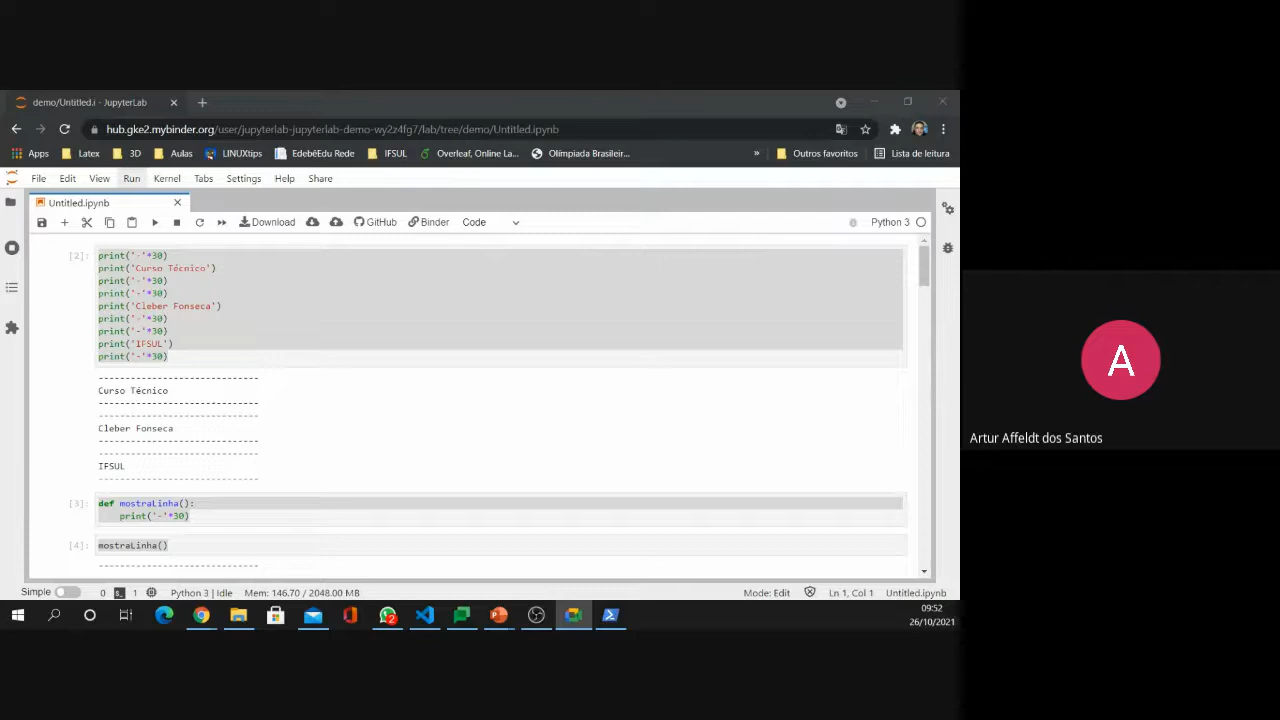 demo/Untitled.i - JupyterLab
hub.gke2.mybinder.org/user/jupyterlab-jupyterlab-demo-wy2z4fg7/lab/tree/demo/Untitled.ipynb
Apps Latex 3D Aulas LINUXtips EdebêEdu Rede IFSUL Overleaf, Online La... Olímpiada Brasileir... » Outros favoritos Lista de leitura
File Edit View Run Kernel Tabs Settings Help Share
Untitled.ipynb
Download GitHub Binder Code Python 3
[2]: print('-'*30)
print('Curso Técnico')
print('-'*30)
print('-'*30)
print('Cleber Fonseca')
print('-'*30)
print('-'*30)
print('IFSUL')
print('-'*30)
------------------------------
Curso Técnico
------------------------------
------------------------------
Cleber Fonseca
------------------------------
------------------------------
IFSUL
------------------------------
[3]: def mostraLinha():
print('-'*30)
[4]: mostraLinha()
------------------------------
Simple 0 1 Python 3 | Idle Mem: 146.70 / 2048.00 MB Mode: Edit Ln 1, Col 1 Untitled.ipynb
2
09:52
26/10/2021
A
Artur Affeldt dos Santos